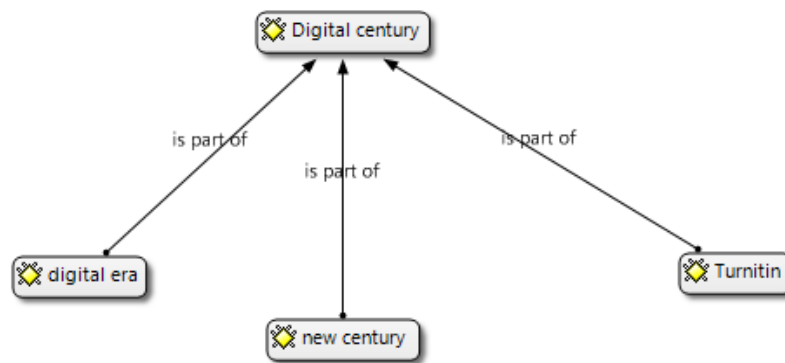 Digital century
is part of
is part of
is part of
digital era
Turnitin
new century